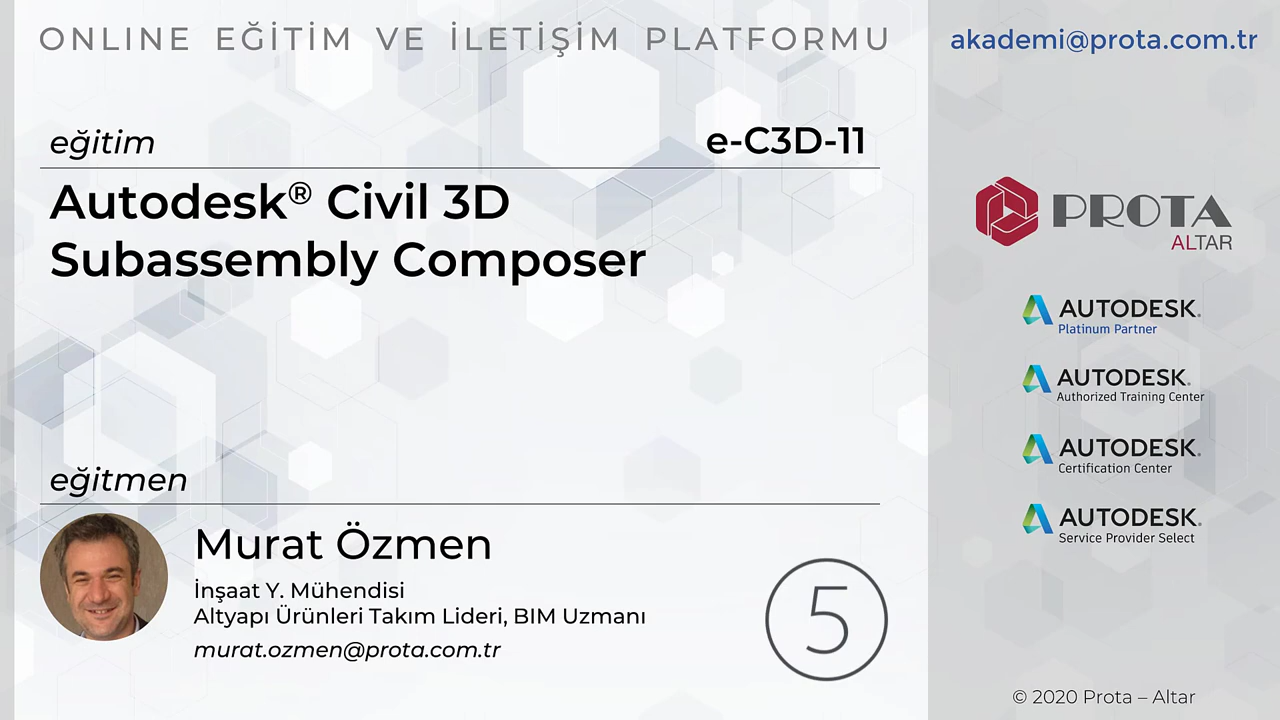 ONLINE EĞİTİM VE İLETİŞİM PLATFORMU
akademi@prota.com.tr
eğitim
e-C3D-11
Autodesk® Civil 3D
Subassembly Composer
PROTA
ALTAR
AUTODESK.
Platinum Partner
AUTODESK.
Authorized Training Center
AUTODESK.
Certification Center
AUTODESK.
Service Provider Select
eğitmen
Murat Özmen
İnşaat Y. Mühendisi
Altyapı Ürünleri Takım Lideri, BIM Uzmanı
murat.ozmen@prota.com.tr
5
© 2020 Prota – Altar